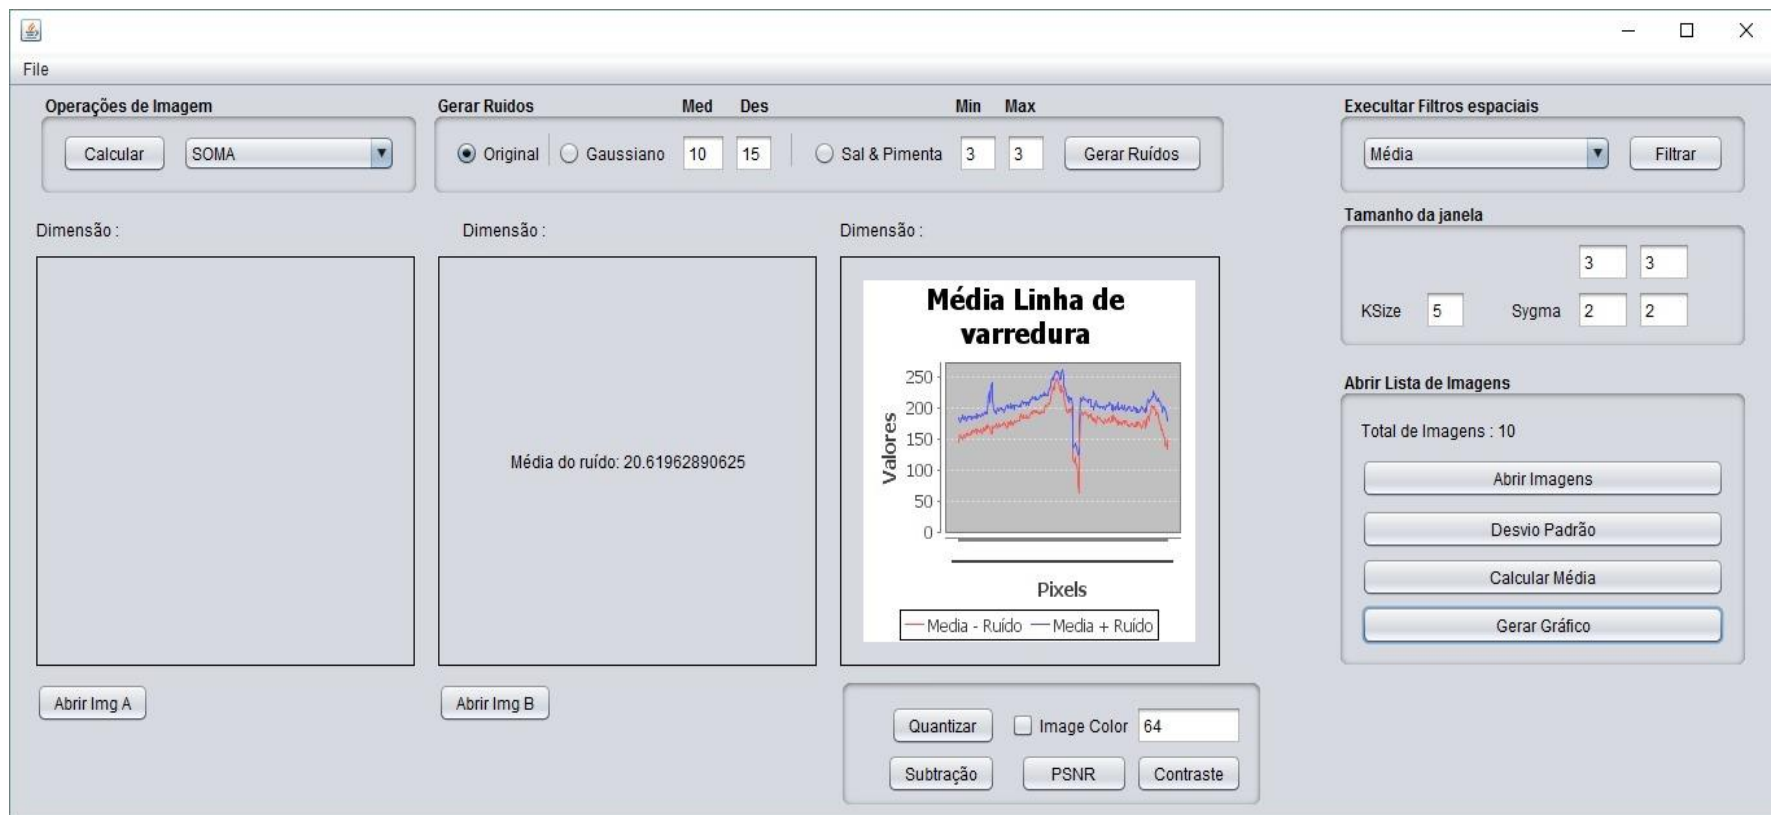 File
Operações de Imagem
Gerar Ruidos Med Des Min Max
Execultar Filtros espaciais
Calcular SOMA
Original Gaussiano 10 15 Sal & Pimenta 3 3 Gerar Ruídos
Média Filtrar
Tamanho da janela
3 3
KSize 5 Sygma 2 2
Dimensão :
Dimensão :
Dimensão :
Média do ruído: 20.61962890625
Média Linha de
varredura
Valores
250
200
150
100
50
0
Pixels
Media - Ruído Media + Ruído
Abrir Lista de Imagens
Total de Imagens : 10
Abrir Imagens
Desvio Padrão
Calcular Média
Gerar Gráfico
Abrir Img A
Abrir Img B
Quantizar Image Color 64
Subtração PSNR Contraste